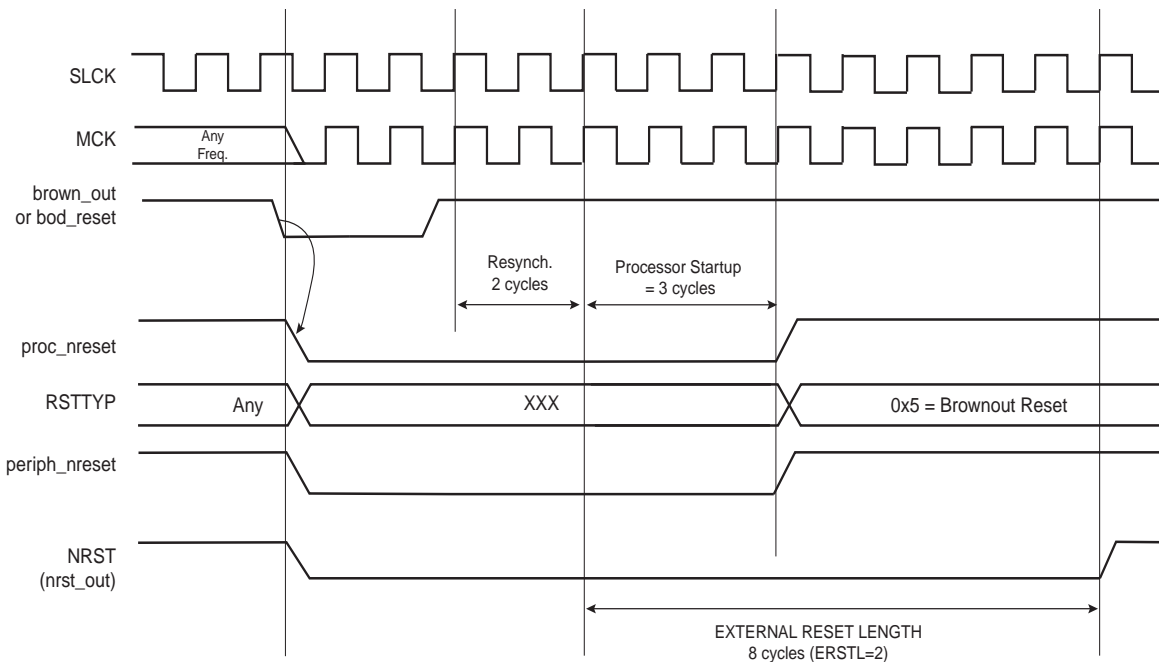 SLCK
MCK
Any
Freq.
brown_out
or bod_reset
Resynch.
2 cycles
Processor Startup
= 3 cycles
proc_nreset
RSTTYP
Any
XXX
0x5 = Brownout Reset
periph_nreset
NRST
(nrst_out)
EXTERNAL RESET LENGTH
8 cycles (ERSTL=2)